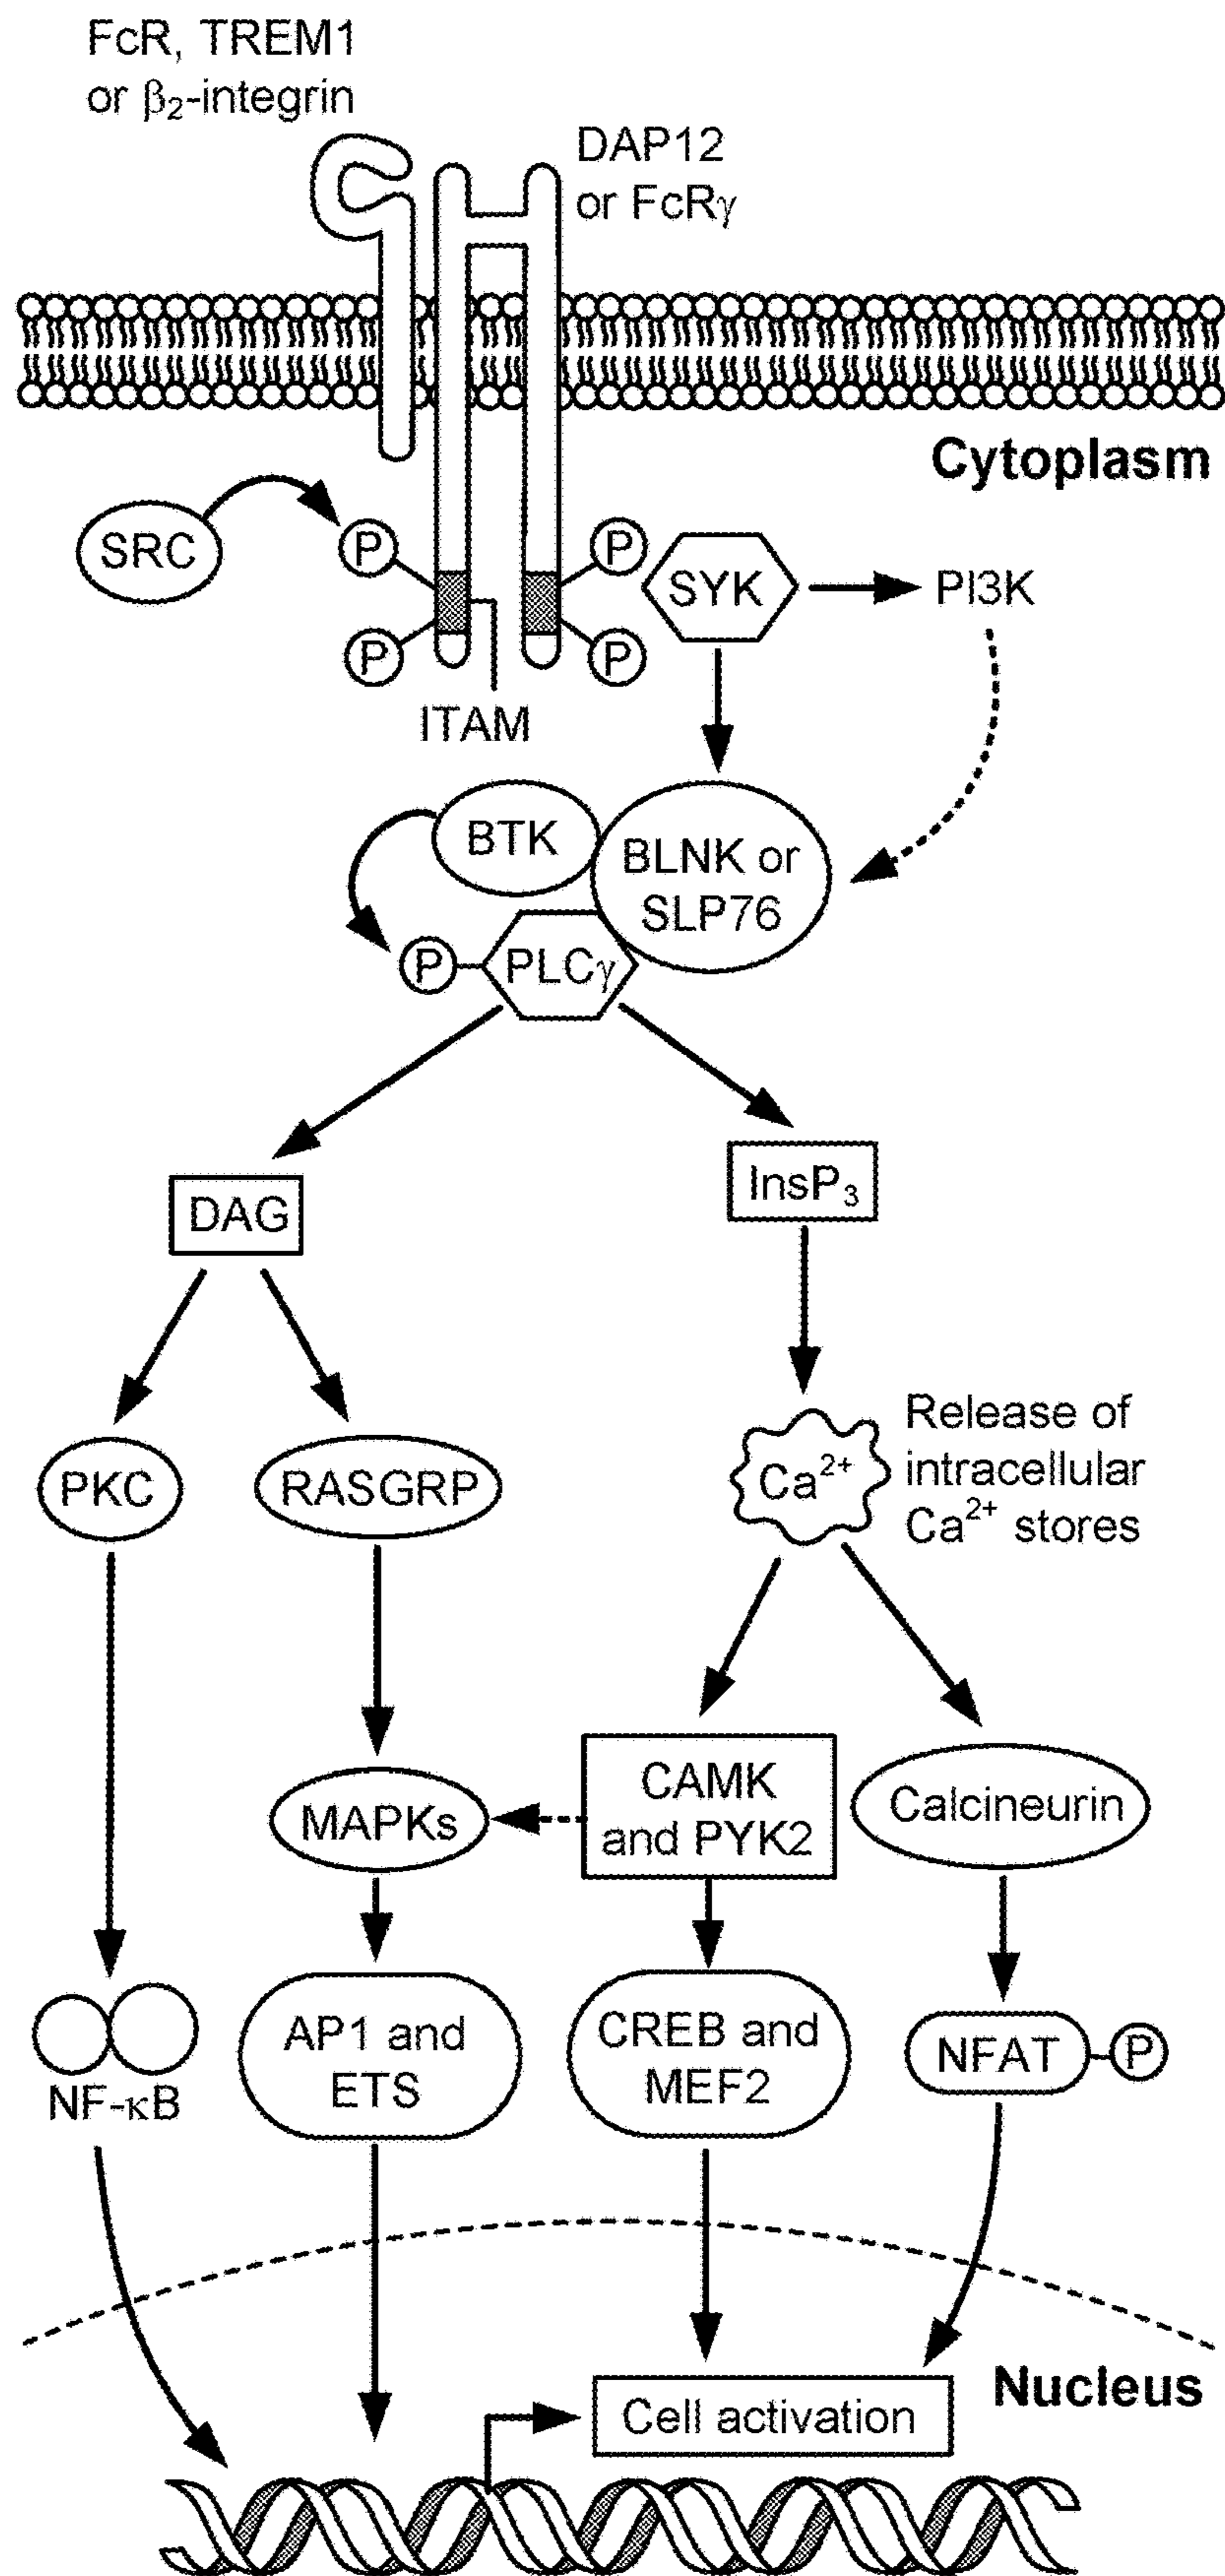 FcR, TREM1
or β₂-integrin
DAP12
or FcRγ
Cytoplasm
SRC
P
P
P
P
SYK
PI3K
ITAM
BTK
BLNK or
SLP76
P
PLCγ
DAG
InsP₃
PKC
RASGRP
Ca²⁺
Release of
intracellular
Ca²⁺ stores
MAPKs
CAMK
and PYK2
Calcineurin
NF-κB
AP1 and
ETS
CREB and
MEF2
NFAT
P
Nucleus
Cell activation